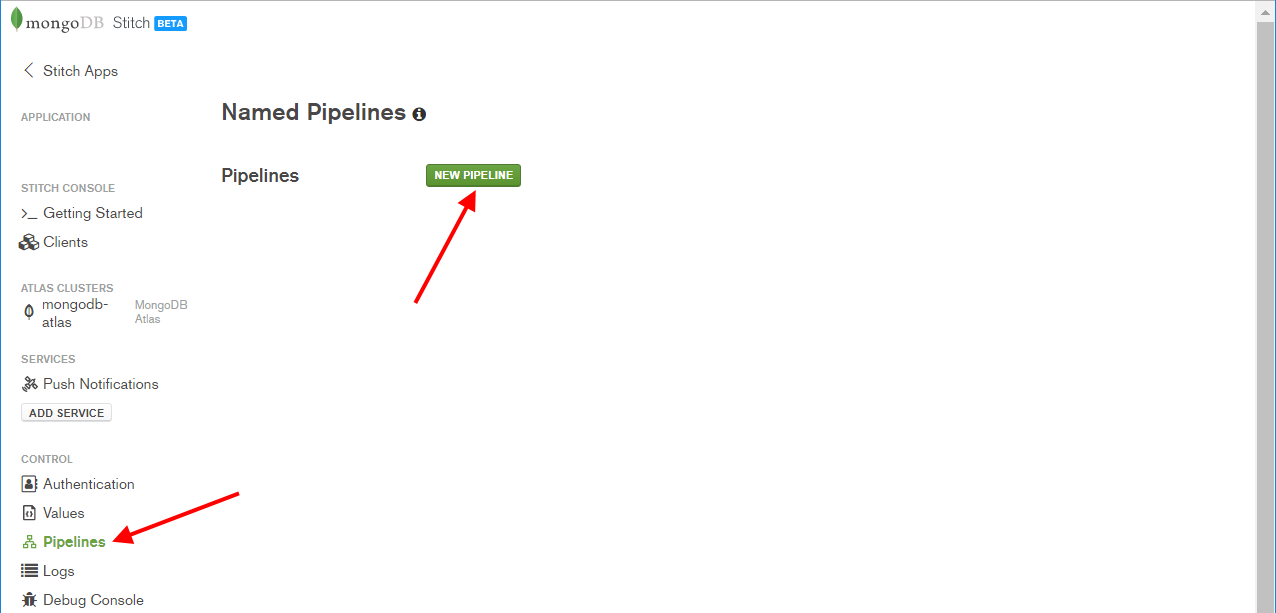 mongoDB Stitch BETA
Stitch Apps
APPLICATION
STITCH CONSOLE
>_ Getting Started
Clients
ATLAS CLUSTERS
mongodb-
atlas
MongoDB
Atlas
SERVICES
Push Notifications
ADD SERVICE
CONTROL
Authentication
Values
Pipelines
Logs
Debug Console
Named Pipelines
Pipelines
NEW PIPELINE